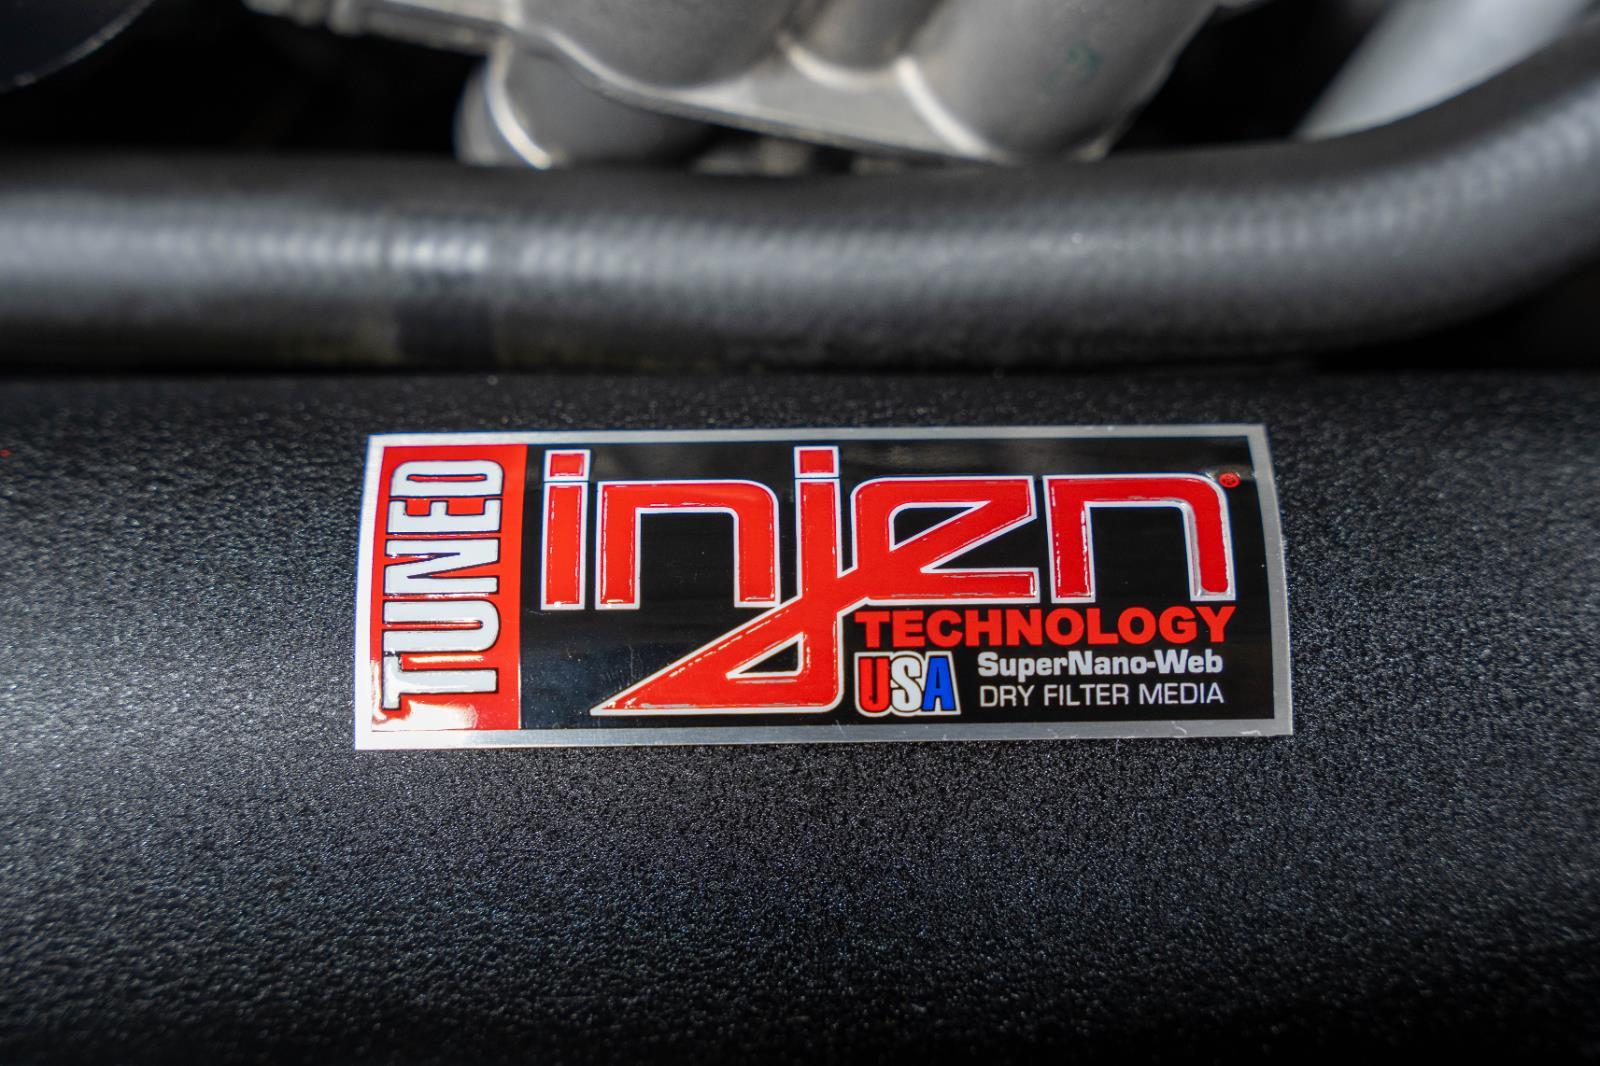 TUNED
injen®
TECHNOLOGY
USA
SuperNano-Web
DRY FILTER MEDIA